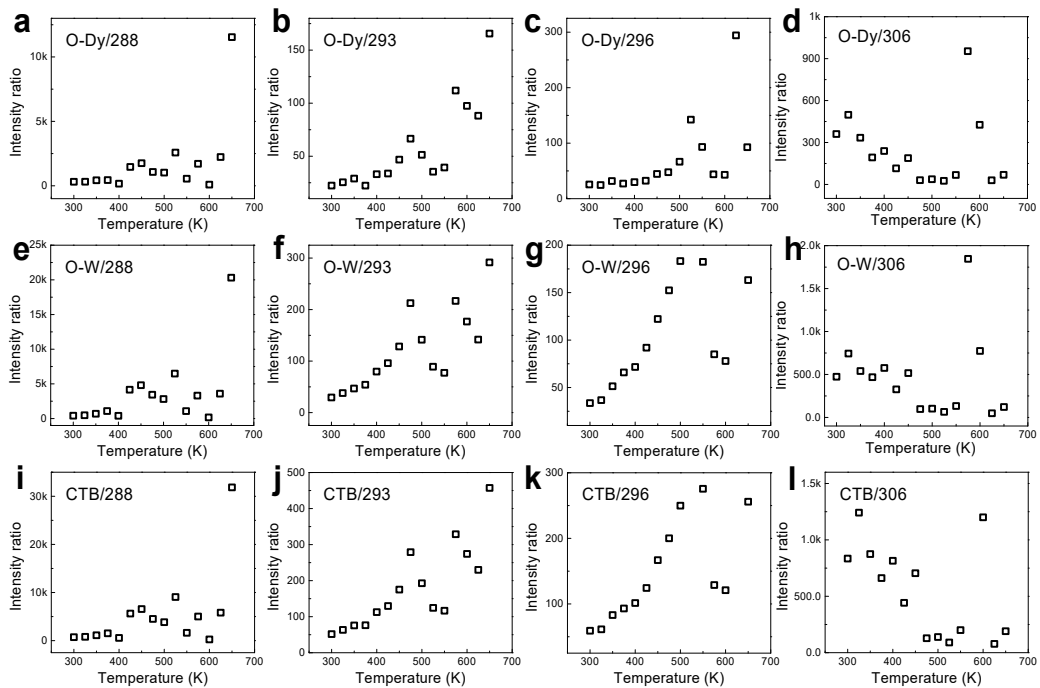 a
O-Dy/288
10k
5k
0
Intensity ratio
300 400 500 600 700
Temperature (K)
b
O-Dy/293
150
100
50
Intensity ratio
300 400 500 600 700
Temperature (K)
c
O-Dy/296
300
200
100
0
Intensity ratio
300 400 500 600 700
Temperature (K)
d
O-Dy/306
1k
900
600
300
0
Intensity ratio
300 400 500 600 700
Temperature (K)
e
O-W/288
25k
20k
15k
10k
5k
0
Intensity ratio
300 400 500 600 700
Temperature (K)
f
O-W/293
300
200
100
0
Intensity ratio
300 400 500 600 700
Temperature (K)
g
O-W/296
200
150
100
50
Intensity ratio
300 400 500 600 700
Temperature (K)
h
O-W/306
2.0k
1.5k
1.0k
500.0
0.0
Intensity ratio
300 400 500 600 700
Temperature (K)
i
CTB/288
30k
20k
10k
0
Intensity ratio
300 400 500 600 700
Temperature (K)
j
CTB/293
500
400
300
200
100
0
Intensity ratio
300 400 500 600 700
Temperature (K)
k
CTB/296
300
200
100
Intensity ratio
300 400 500 600 700
Temperature (K)
l
CTB/306
1.5k
1.0k
500.0
0.0
Intensity ratio
300 400 500 600 700
Temperature (K)